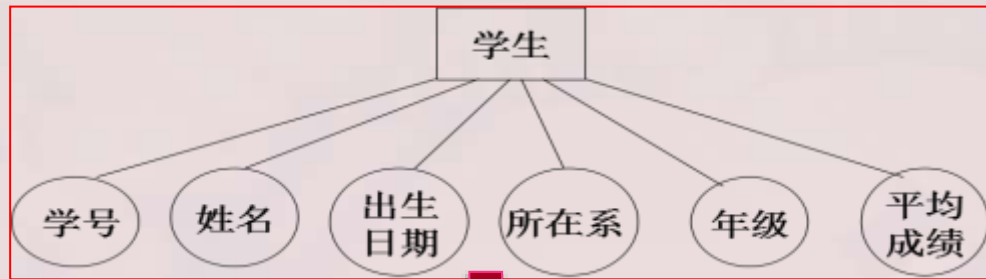 学生
学号
姓名
出生
日期
所在系
年级
平均
成绩